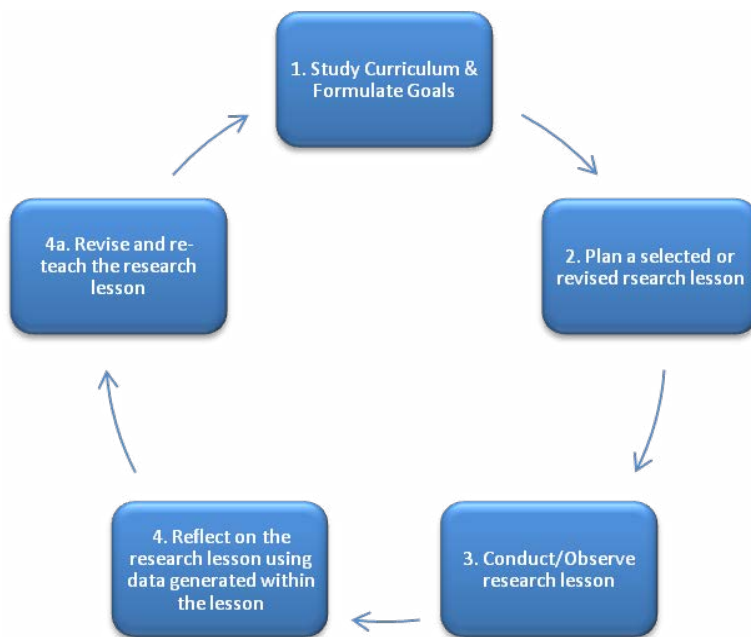 1. Study Curriculum &
Formulate Goals
2. Plan a selected or
revised rsearch lesson
3. Conduct/Observe
research lesson
4. Reflect on the
research lesson using
data generated within
the lesson
4a. Revise and re-
teach the research
lesson